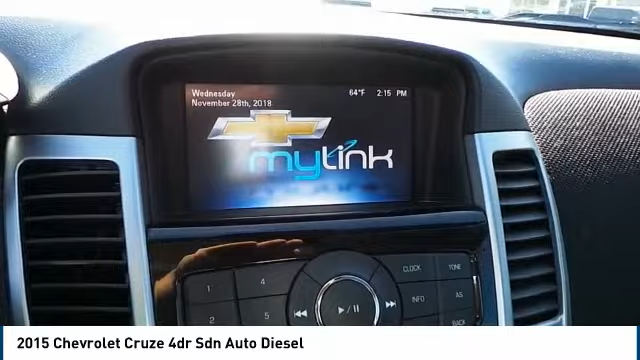 Wednesday
November 28th, 2018
64°F 2:15 PM
mylink
1 4 CLOCK TONE
2 5 INFO AS
BACK
2015 Chevrolet Cruze 4dr Sdn Auto Diesel